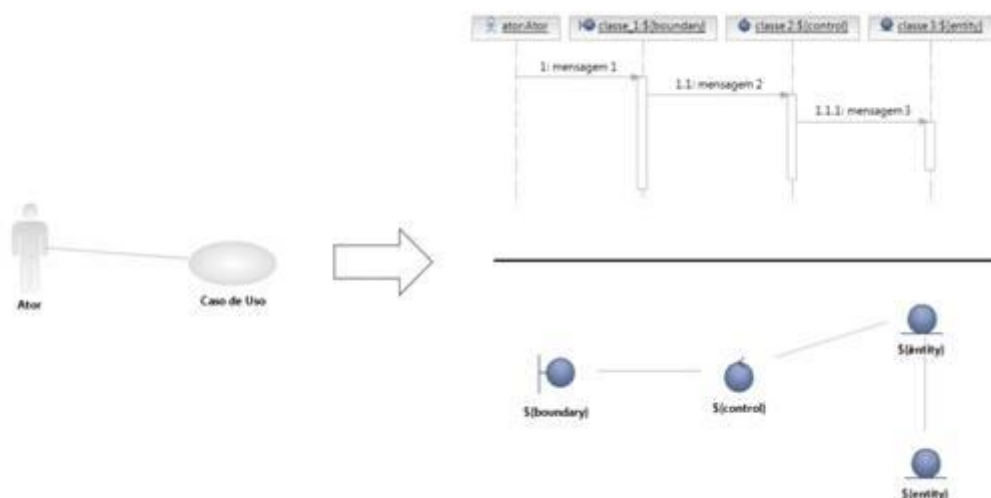 ator:Ator
classe_1:$(boundary)
classe 2:$(control)
classe 3:$(entity)
1: mensagem 1
1.1: mensagem 2
1.1.1: mensagem 3
Ator
Caso de Uso
$(boundary)
$(control)
$(entity)
$(entity)